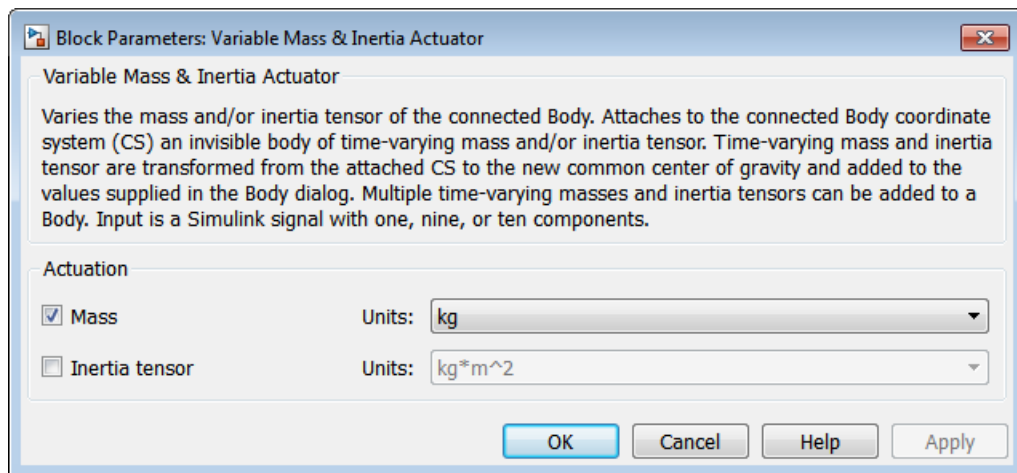 Block Parameters: Variable Mass & Inertia Actuator
Variable Mass & Inertia Actuator
Varies the mass and/or inertia tensor of the connected Body. Attaches to the connected Body coordinate
system (CS) an invisible body of time-varying mass and/or inertia tensor. Time-varying mass and inertia
tensor are transformed from the attached CS to the new common center of gravity and added to the
values supplied in the Body dialog. Multiple time-varying masses and inertia tensors can be added to a
Body. Input is a Simulink signal with one, nine, or ten components.
Actuation
Mass Units: kg
Inertia tensor Units: kg*m^2
OK Cancel Help Apply